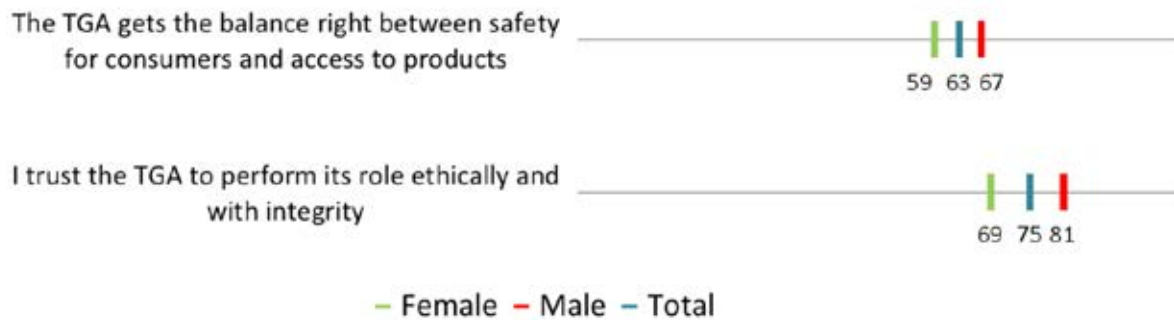 The TGA gets the balance right between safety
for consumers and access to products
59 63 67
I trust the TGA to perform its role ethically and
with integrity
69 75 81
Female Male Total